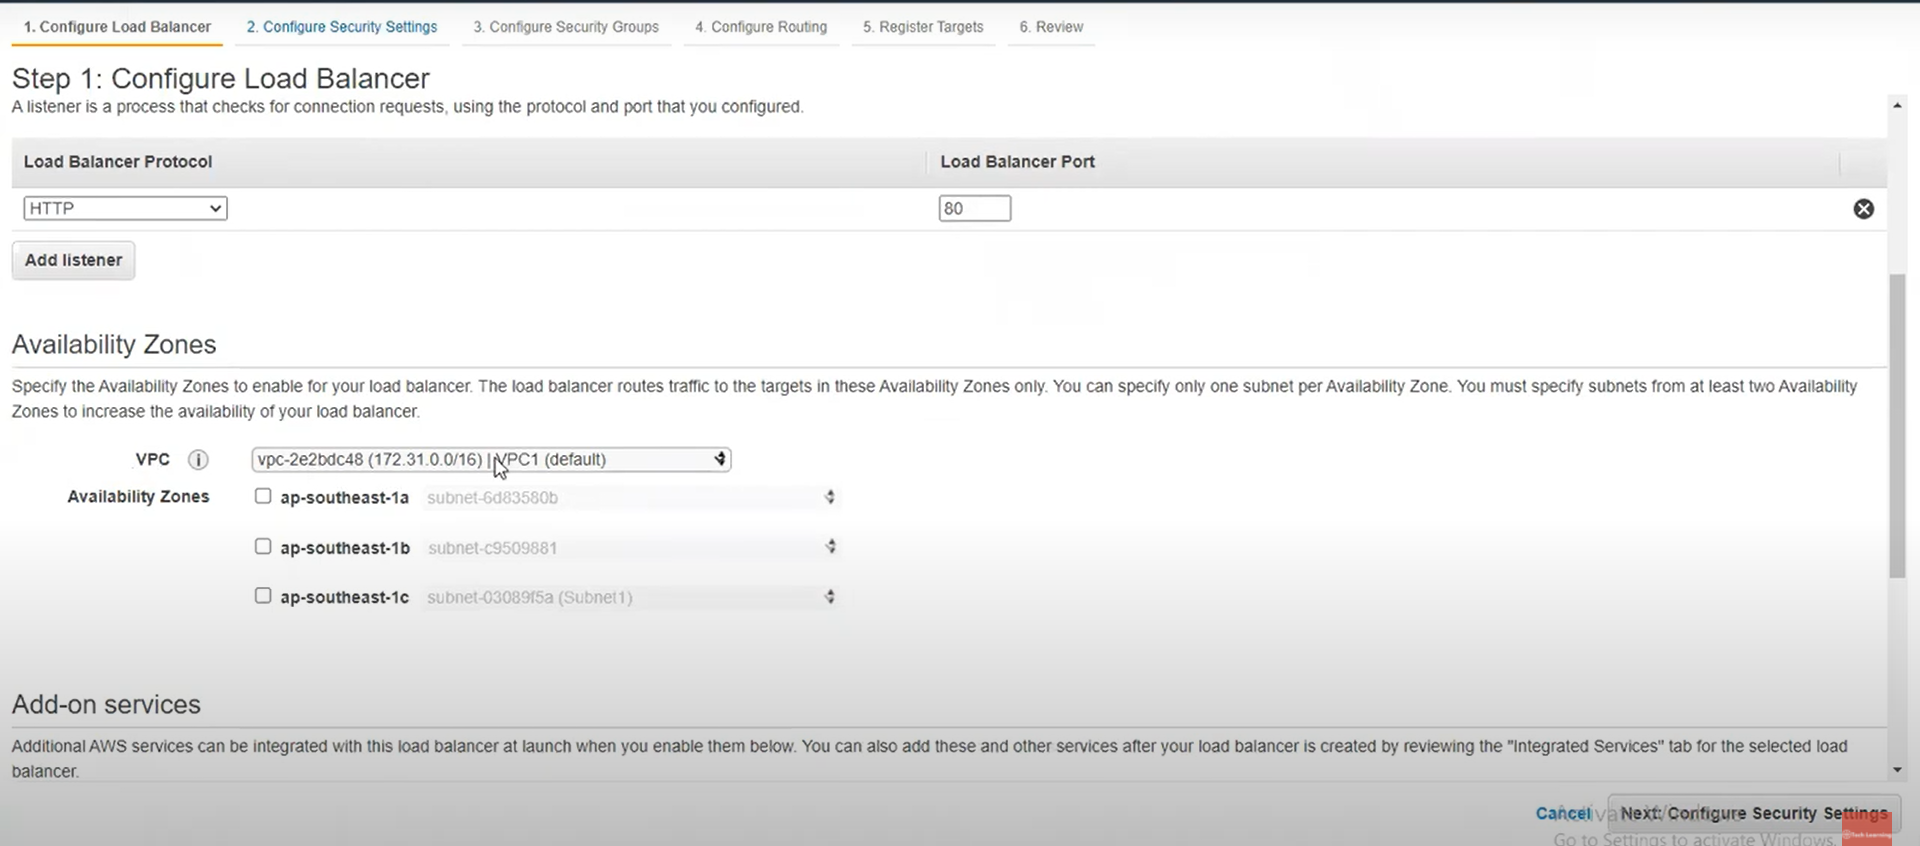 1. Configure Load Balancer 2. Configure Security Settings 3. Configure Security Groups 4. Configure Routing 5. Register Targets 6. Review
Step 1: Configure Load Balancer
A listener is a process that checks for connection requests, using the protocol and port that you configured.
Load Balancer Protocol Load Balancer Port
HTTP 80
Add listener
Availability Zones
Specify the Availability Zones to enable for your load balancer. The load balancer routes traffic to the targets in these Availability Zones only. You can specify only one subnet per Availability Zone. You must specify subnets from at least two Availability
Zones to increase the availability of your load balancer.
VPC i vpc-2e2bdc48 (172.31.0.0/16) | VPC1 (default)
Availability Zones ap-southeast-1a subnet-6d83580b
ap-southeast-1b subnet-c9509881
ap-southeast-1c subnet-03089f5a (Subnet1)
Add-on services
Additional AWS services can be integrated with this load balancer at launch when you enable them below. You can also add these and other services after your load balancer is created by reviewing the "Integrated Services" tab for the selected load
balancer.
Cancel Next: Configure Security Settings
Activate Windows
Go to Settings to activate Windows.
Tech Learning